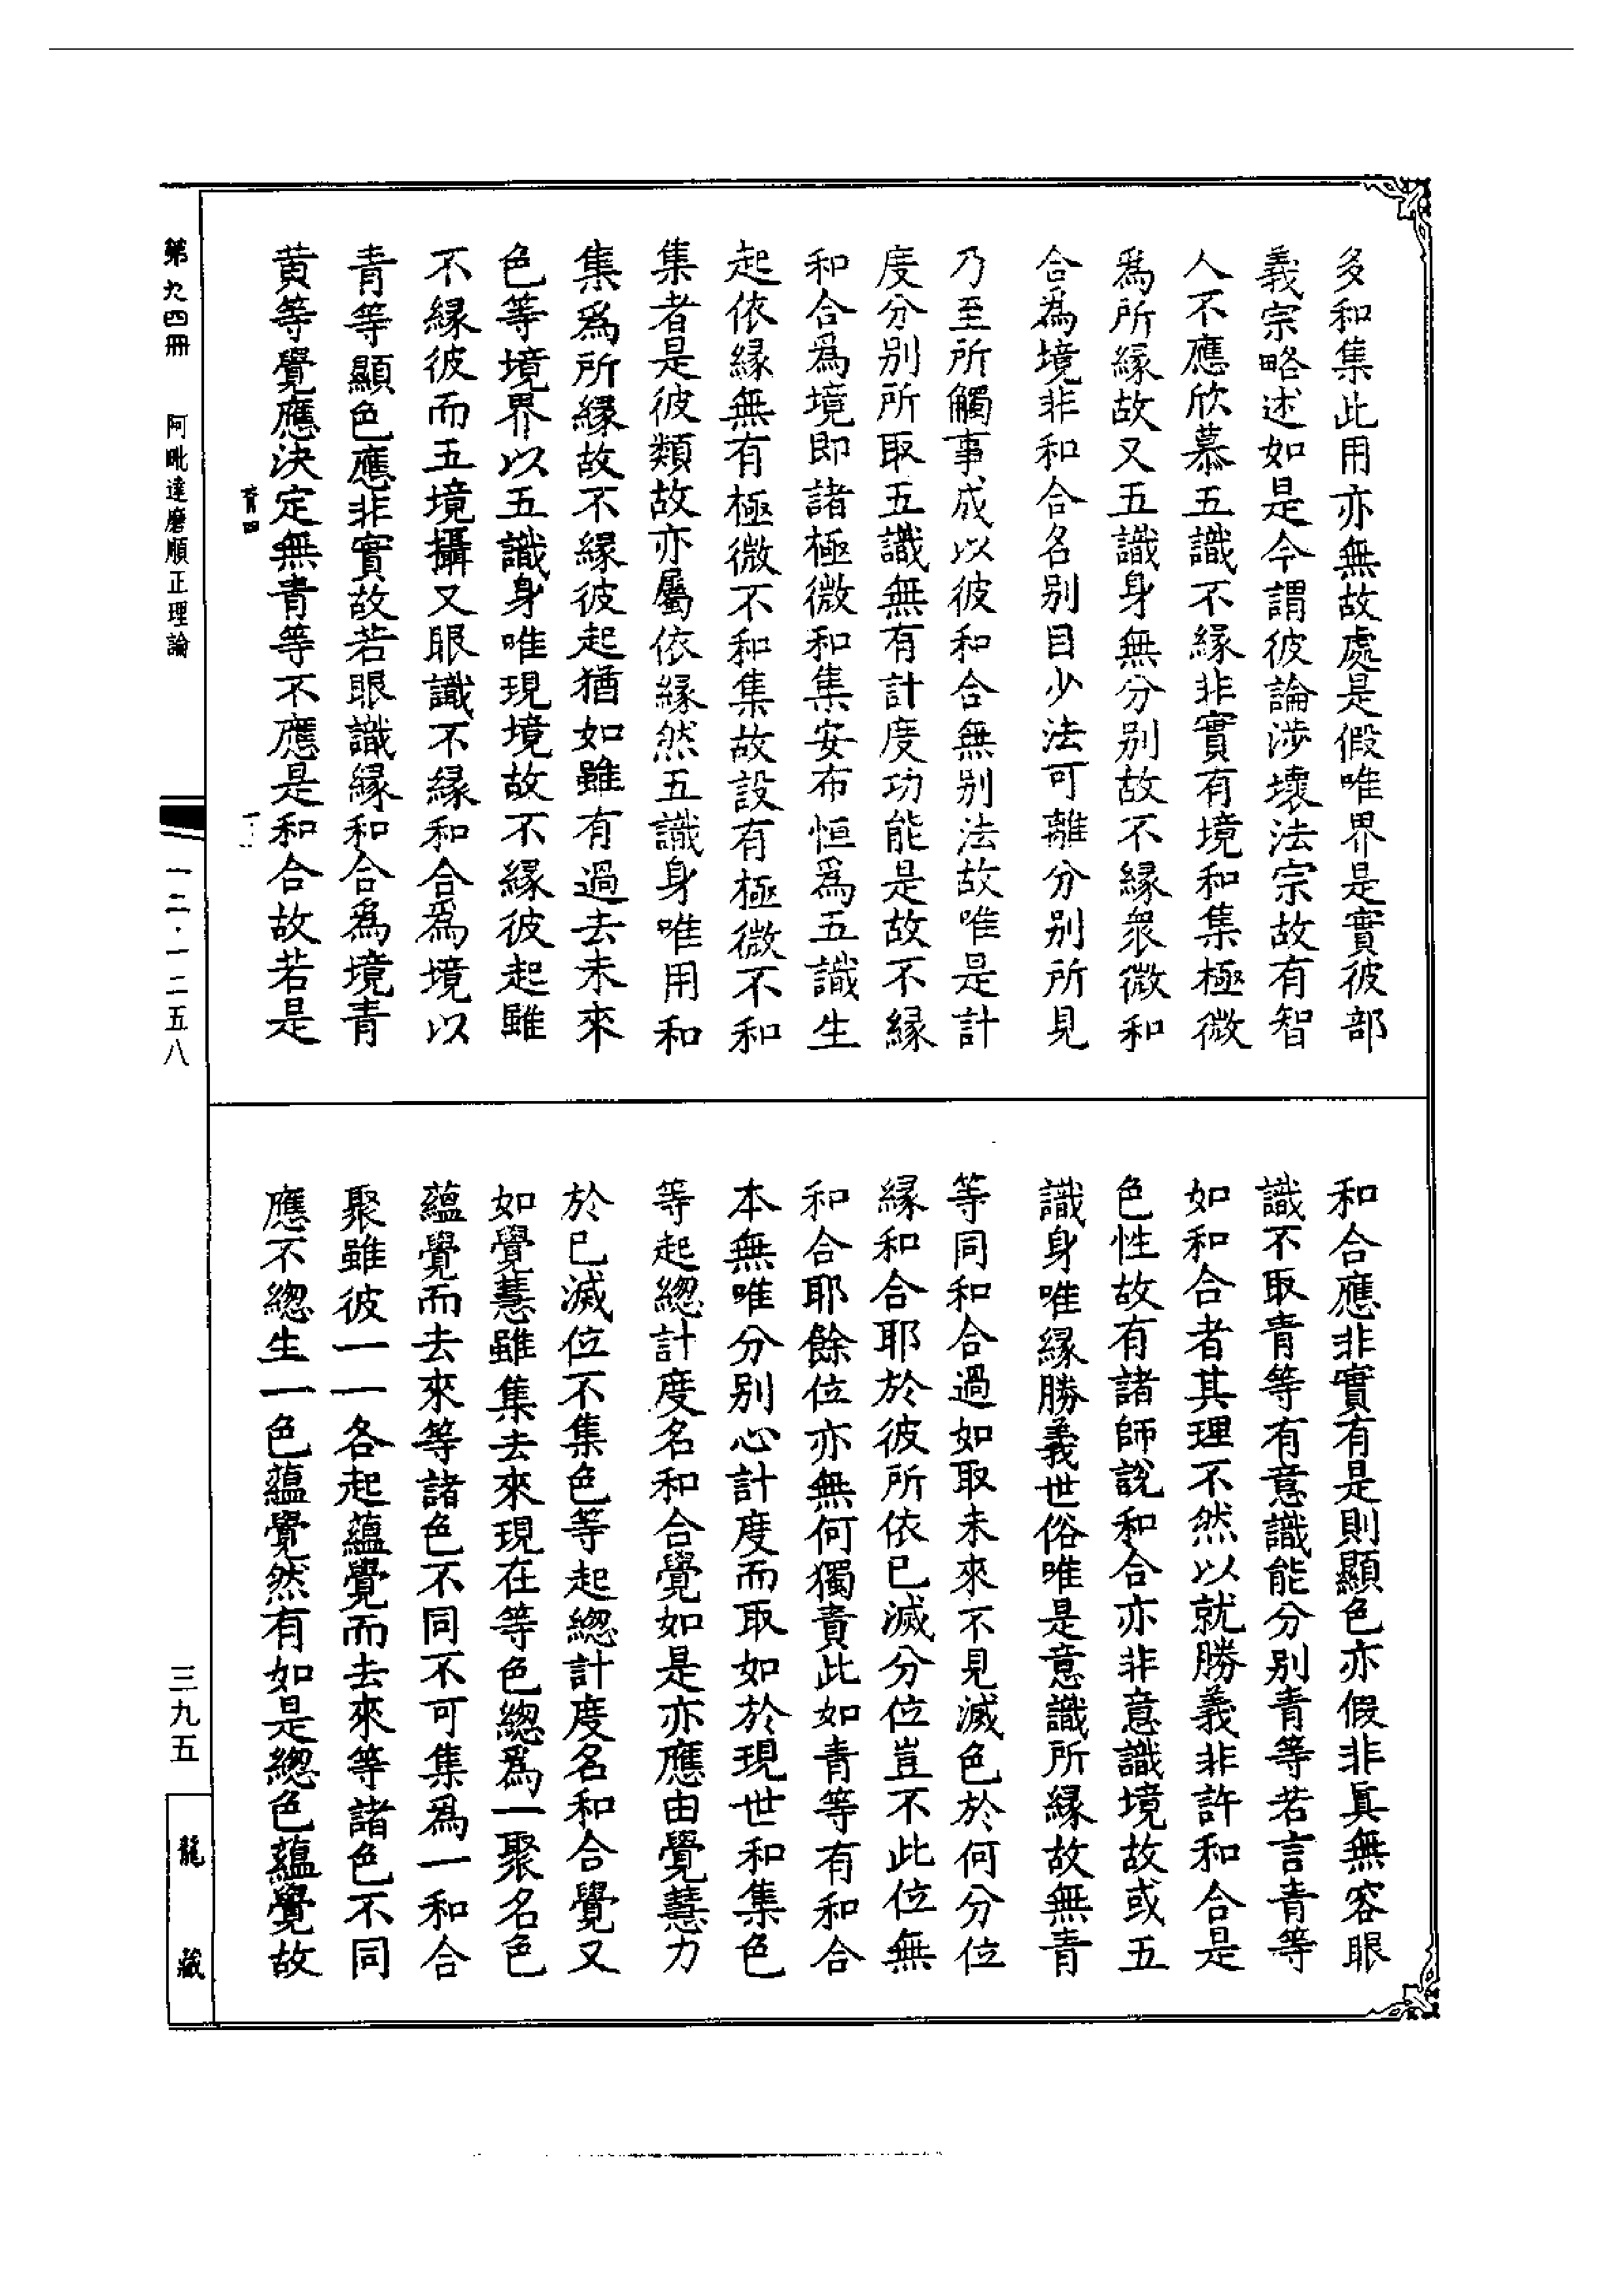 多和集此用亦無故處是假唯界是實彼部
義宗略述如是今謂彼論涉壞法宗故有智
人不應欣慕五識不緣非實有境和集極微
爲所緣故又五識身無分別故不緣衆微和
合爲境非和合名別目少法可離分別所見
乃至所觸事成以彼和合無別法故唯是計
度分別所取五識無有計度功能是故不緣
和合爲境即諸極微和集安布恒爲五識生
起依緣無有極微不和集故設有極微不和
集者是彼類故亦屬依緣然五識身唯用和
集爲所緣故不緣彼起猶如雖有過去未來
色等境界以五識身唯現境故不緣彼起雖
不緣彼而五境攝又眼識不緣和合爲境以
青等顯色應非實故若眼識緣和合爲境青
黃等覺應決定無青等不應是和合故若是
和合應非實有是則顯色亦假非眞無容眼
識不取青等有意識能分別青等若言青等
如和合者其理不然以就勝義非許和合是
色性故有諸師說和合亦非意識境故或五
識身唯緣勝義世俗唯是意識所緣故無青
等同和合過如取未來不見滅色於何分位
緣和合耶於彼所依已滅分位豈不此位無
和合耶餘位亦無何獨責此如青等有和合
本無唯分別心計度而取如於現世和集色
等起總計度名和合覺如是亦應由覺慧力
於已滅位不集色等起總計度名和合覺又
如覺慧雖集去來現在等色總爲一聚名色
蘊覺而去來等諸色不同不可集爲一和合
聚雖彼一一各起蘊覺而去來等諸色不同
應不總生一色蘊覺然有如是總色蘊覺故
第九四冊
阿毗達磨順正理論
一二·一二五八
三九五
龍藏